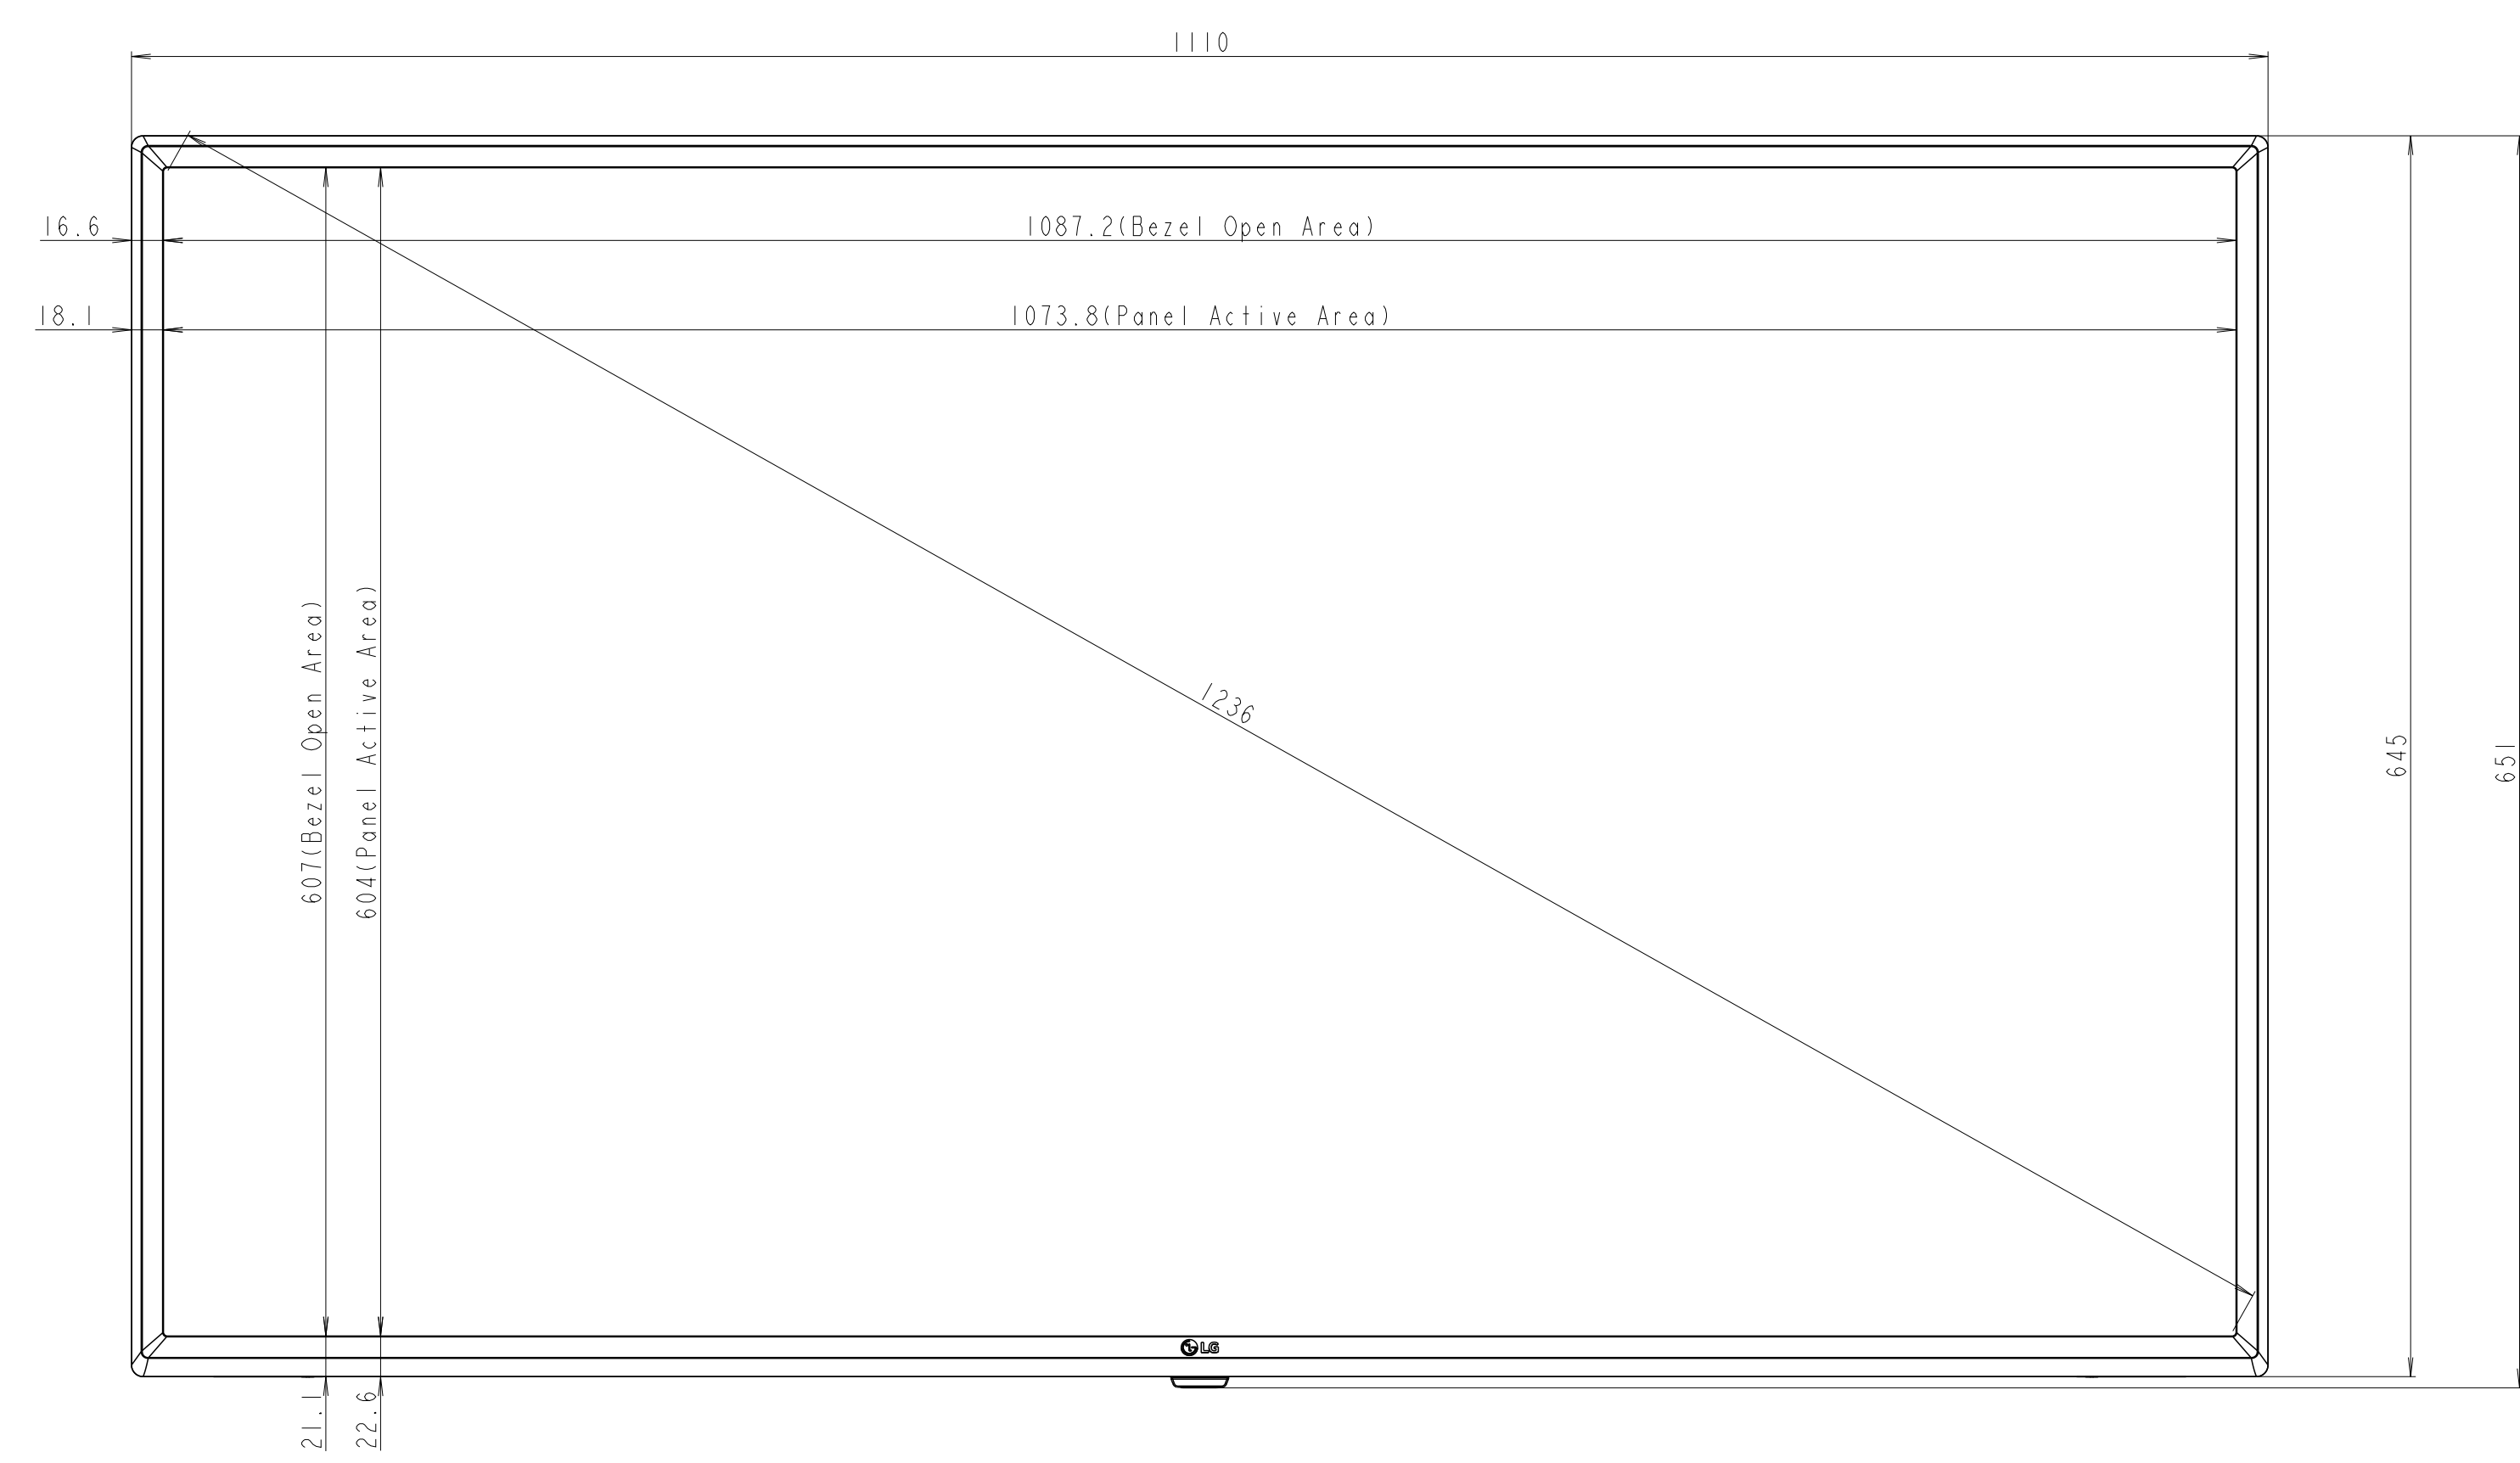 1110
16.6
1087.2(Bezel Open Area)
18.1
1073.8(Panel Active Area)
607(Bezel Open Area)
604(Panel Active Area)
1236
645
651
LG
21.1
22.6